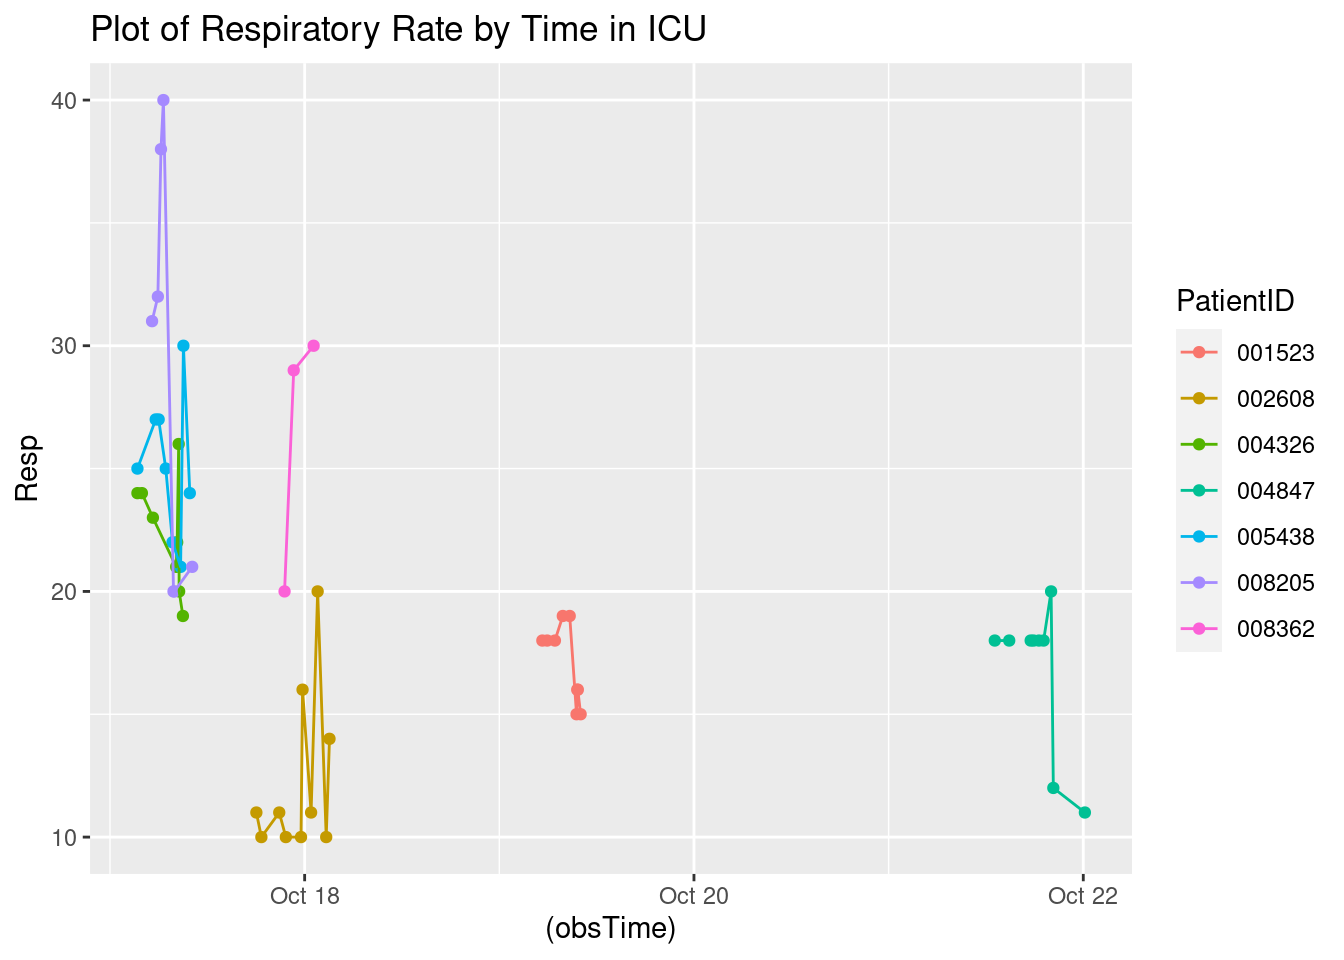 Plot of Respiratory Rate by Time in ICU
40
30
20
10
Resp
Oct 18
Oct 20
Oct 22
(obsTime)
PatientID
001523
002608
004326
004847
005438
008205
008362